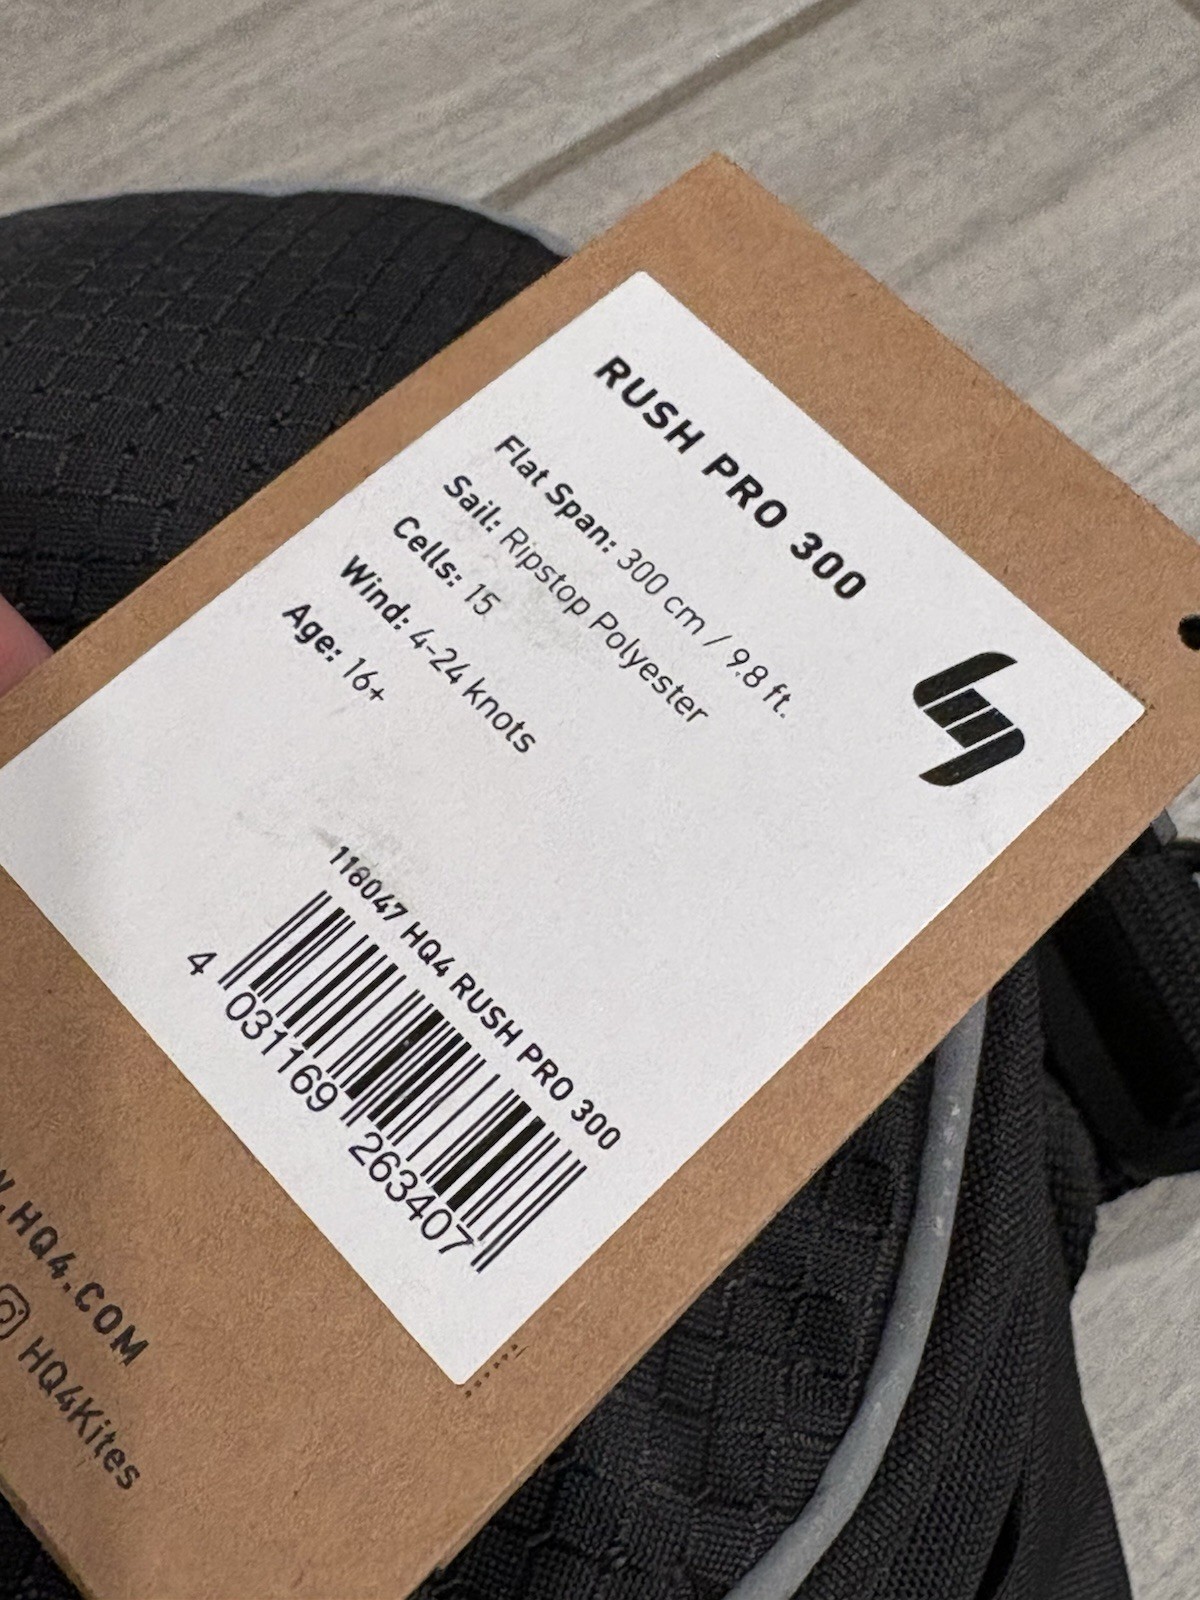 RUSH PRO 300
Flat Span: 300 cm / 9.8 ft.
Sail: Ripstop Polyester
Cells: 15
Wind: 4-24 knots
Age: 16+
118047 HQ4 RUSH PRO 300
4 031169 263407
.HQ4.COM
HQ4Kites